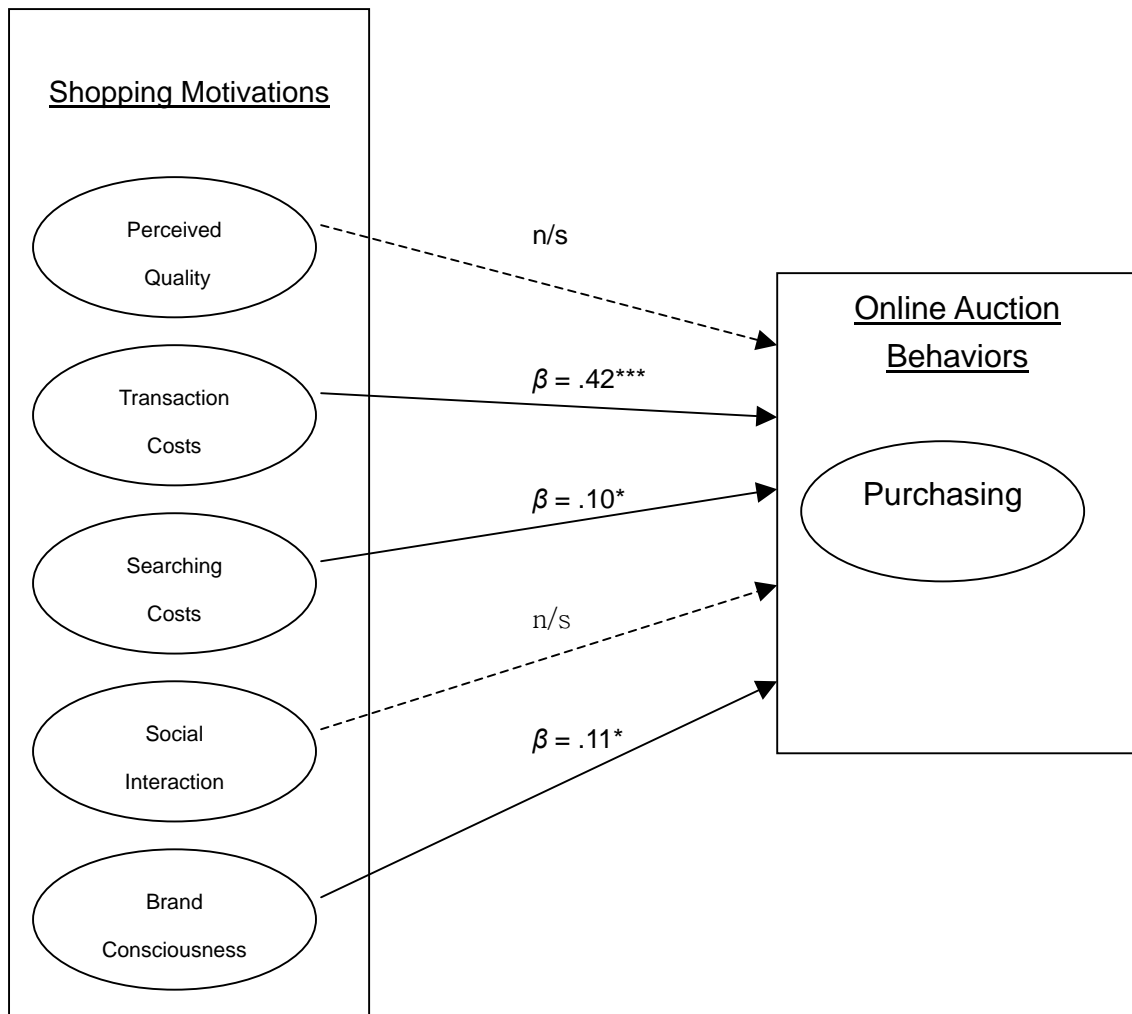 Shopping Motivations
Perceived
Quality
Transaction
Costs
Searching
Costs
Social
Interaction
Brand
Consciousness
n/s
β = .42***
β = .10*
n/s
β = .11*
Online Auction
Behaviors
Purchasing